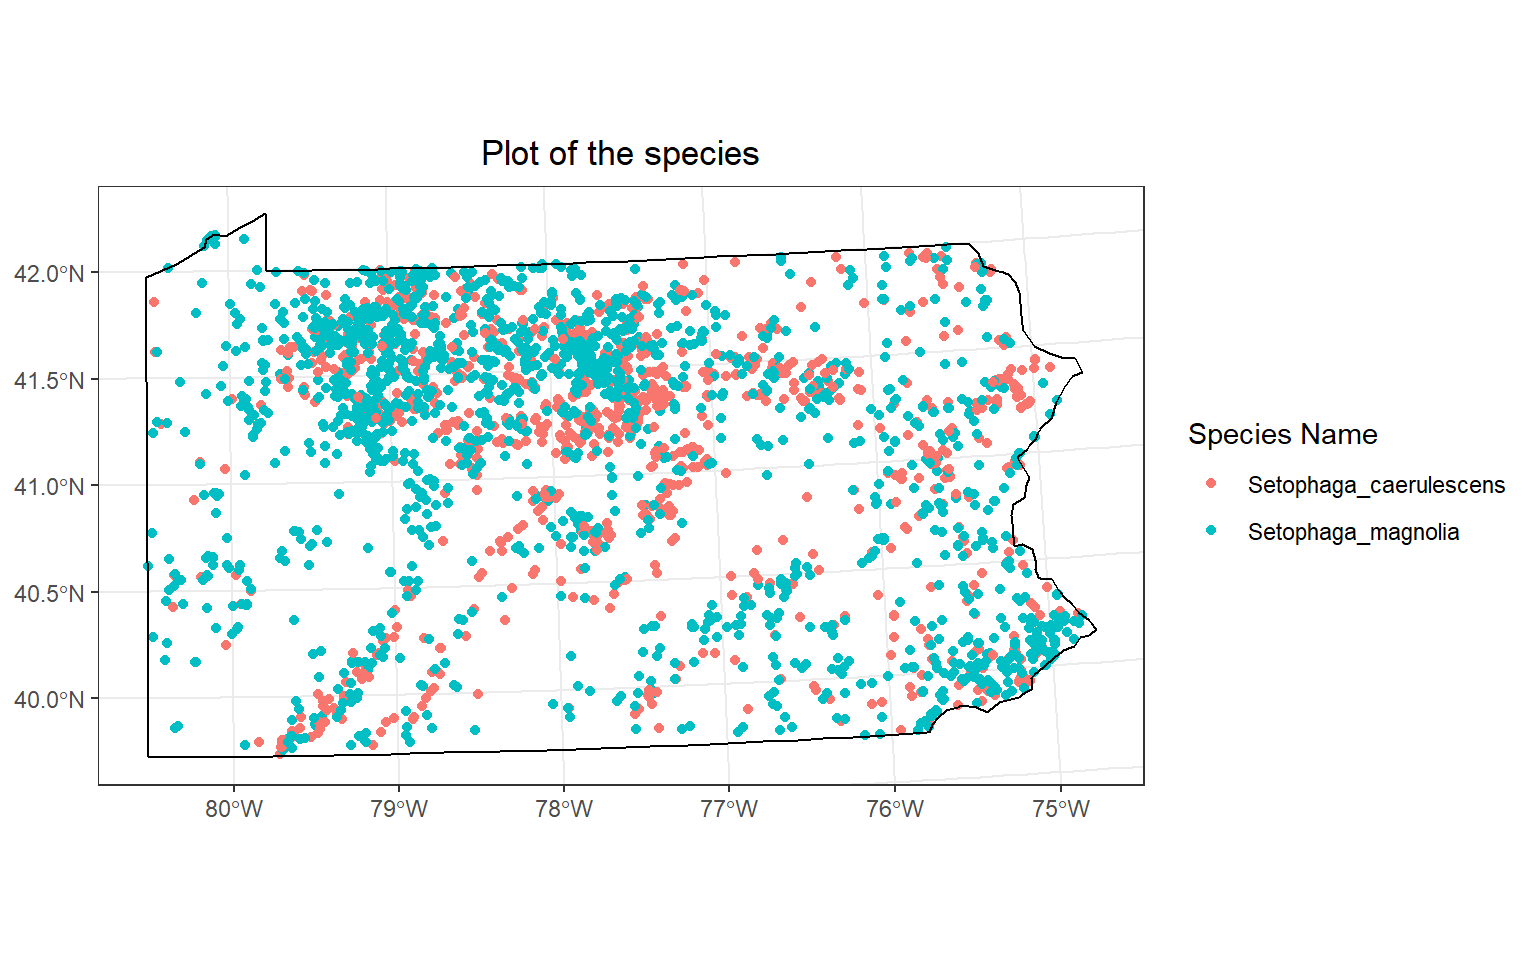 Plot of the species
42.0°N
41.5°N
41.0°N
40.5°N
40.0°N
80°W
79°W
78°W
77°W
76°W
75°W
Species Name
Setophaga_caerulescens
Setophaga_magnolia